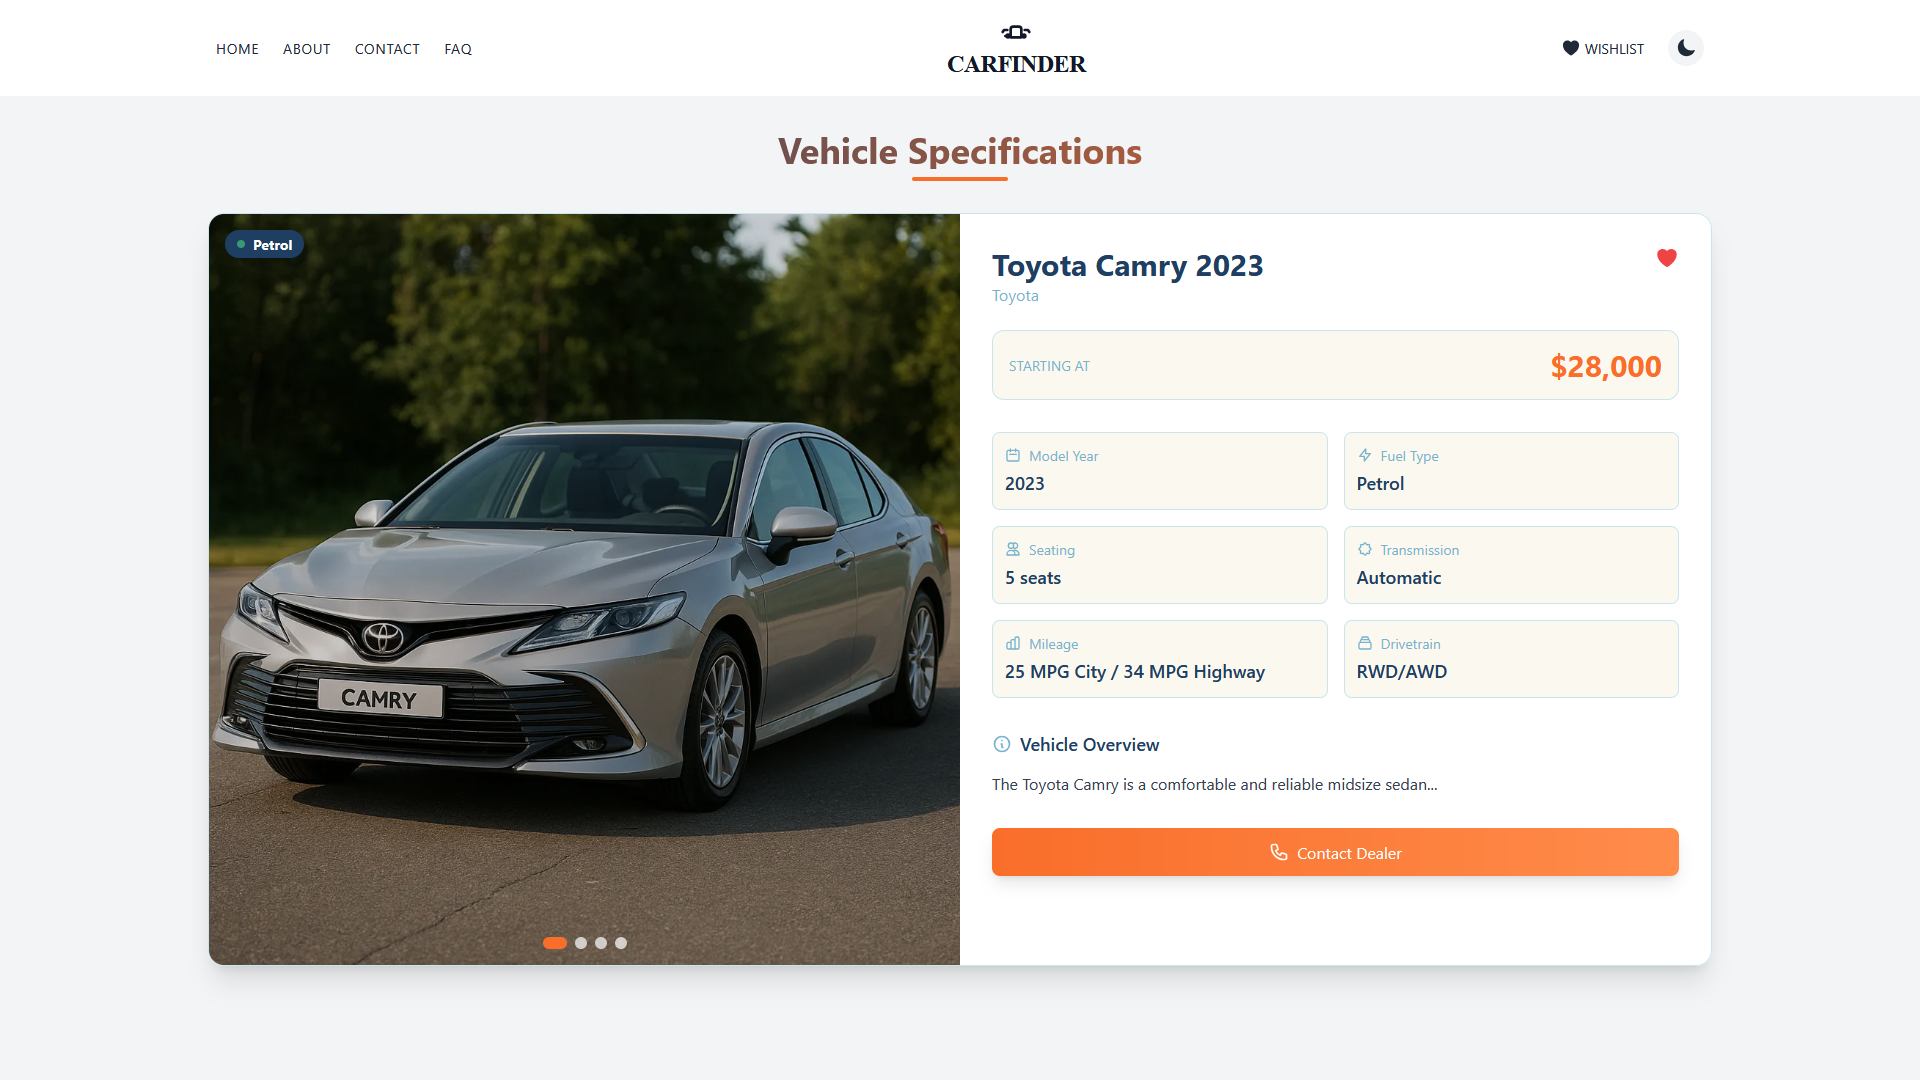 HOME ABOUT CONTACT FAQ
CARFINDER
WISHLIST
Vehicle Specifications
Petrol
CAMRY
Toyota Camry 2023
Toyota
STARTING AT $28,000
Model Year
2023
Fuel Type
Petrol
Seating
5 seats
Transmission
Automatic
Mileage
25 MPG City / 34 MPG Highway
Drivetrain
RWD/AWD
Vehicle Overview
The Toyota Camry is a comfortable and reliable midsize sedan...
Contact Dealer